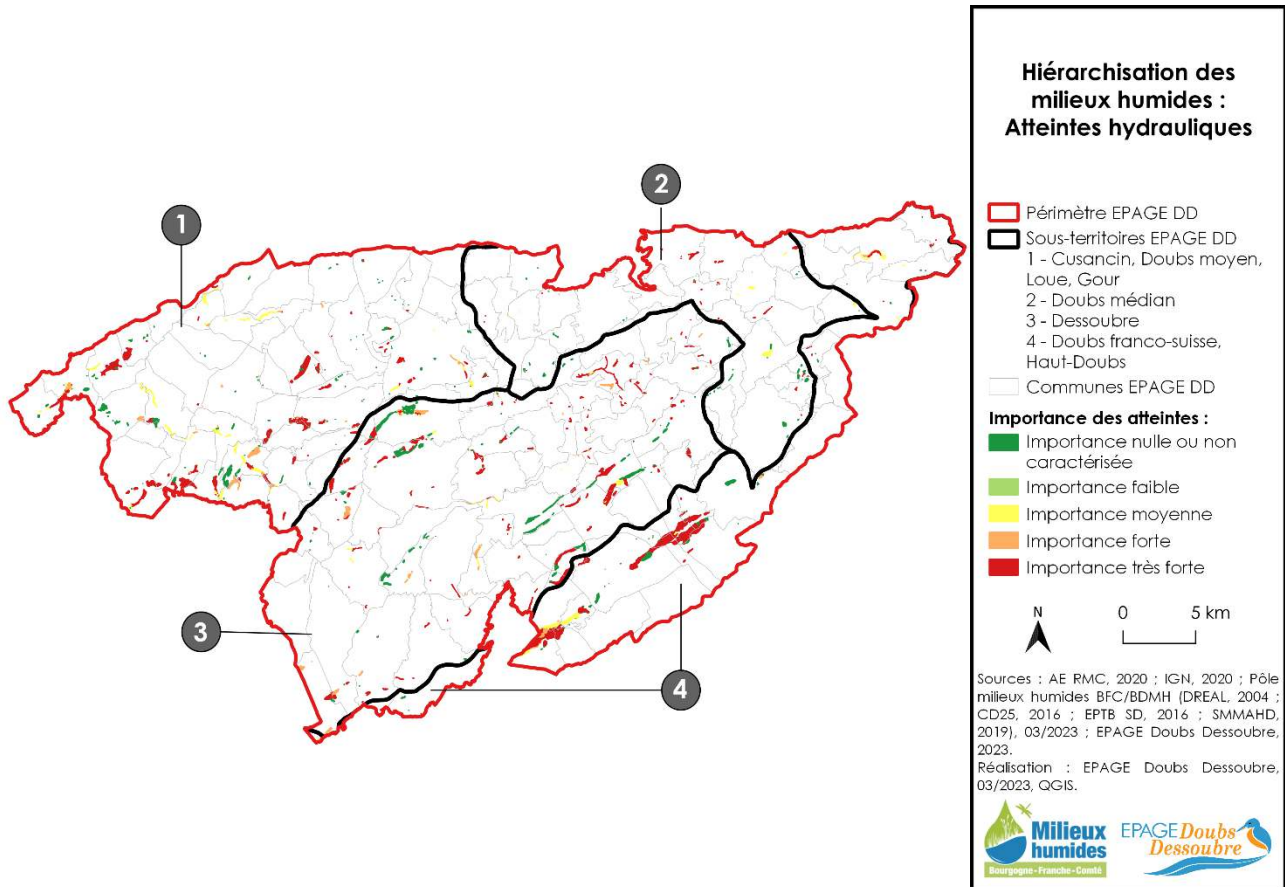 1
2
3
4
Hiérarchisation des
milieux humides :
Atteintes hydrauliques
Périmètre EPAGE DD
Sous-territoires EPAGE DD
1 - Cusancin, Doubs moyen,
Loue, Gour
2 - Doubs médian
3 - Dessoubre
4 - Doubs franco-suisse,
Haut-Doubs
Communes EPAGE DD
Importance des atteintes :
Importance nulle ou non
caractérisée
Importance faible
Importance moyenne
Importance forte
Importance très forte
N
0 5 km
Sources : AE RMC, 2020 ; IGN, 2020 ; Pôle
milieux humides BFC/BDMH (DREAL, 2004 ;
CD25, 2016 ; EPTB SD, 2016 ; SMMAHD,
2019), 03/2023 ; EPAGE Doubs Dessoubre,
2023.
Réalisation : EPAGE Doubs Dessoubre,
03/2023, QGIS.
Milieux
humides
Bourgogne-Franche-Comté
EPAGE Doubs
Dessoubre